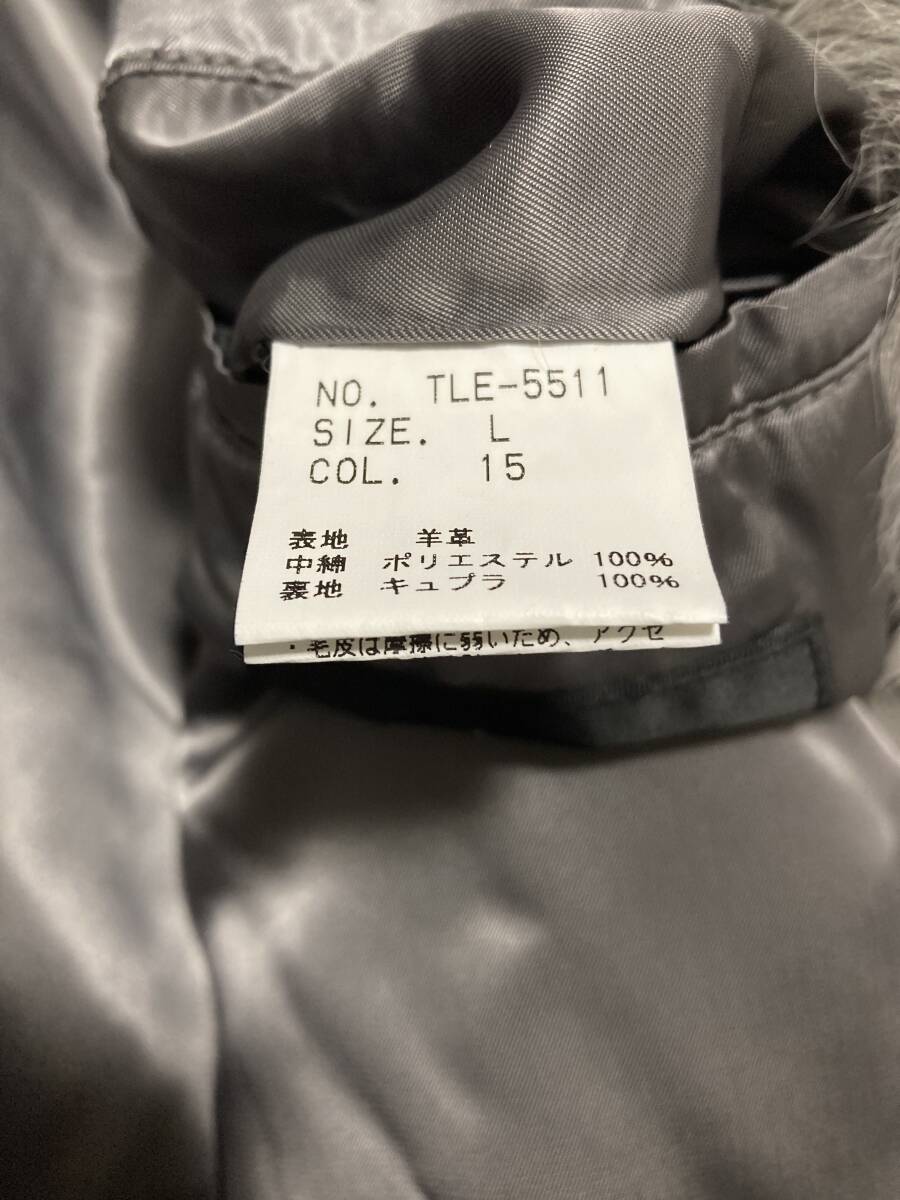 NO. TLE-5511
SIZE. L
COL. 15
表地 羊革
中綿 ポリエステル 100%
裏地 キュプラ 100%
・毛皮は摩擦に弱いため、アクセ